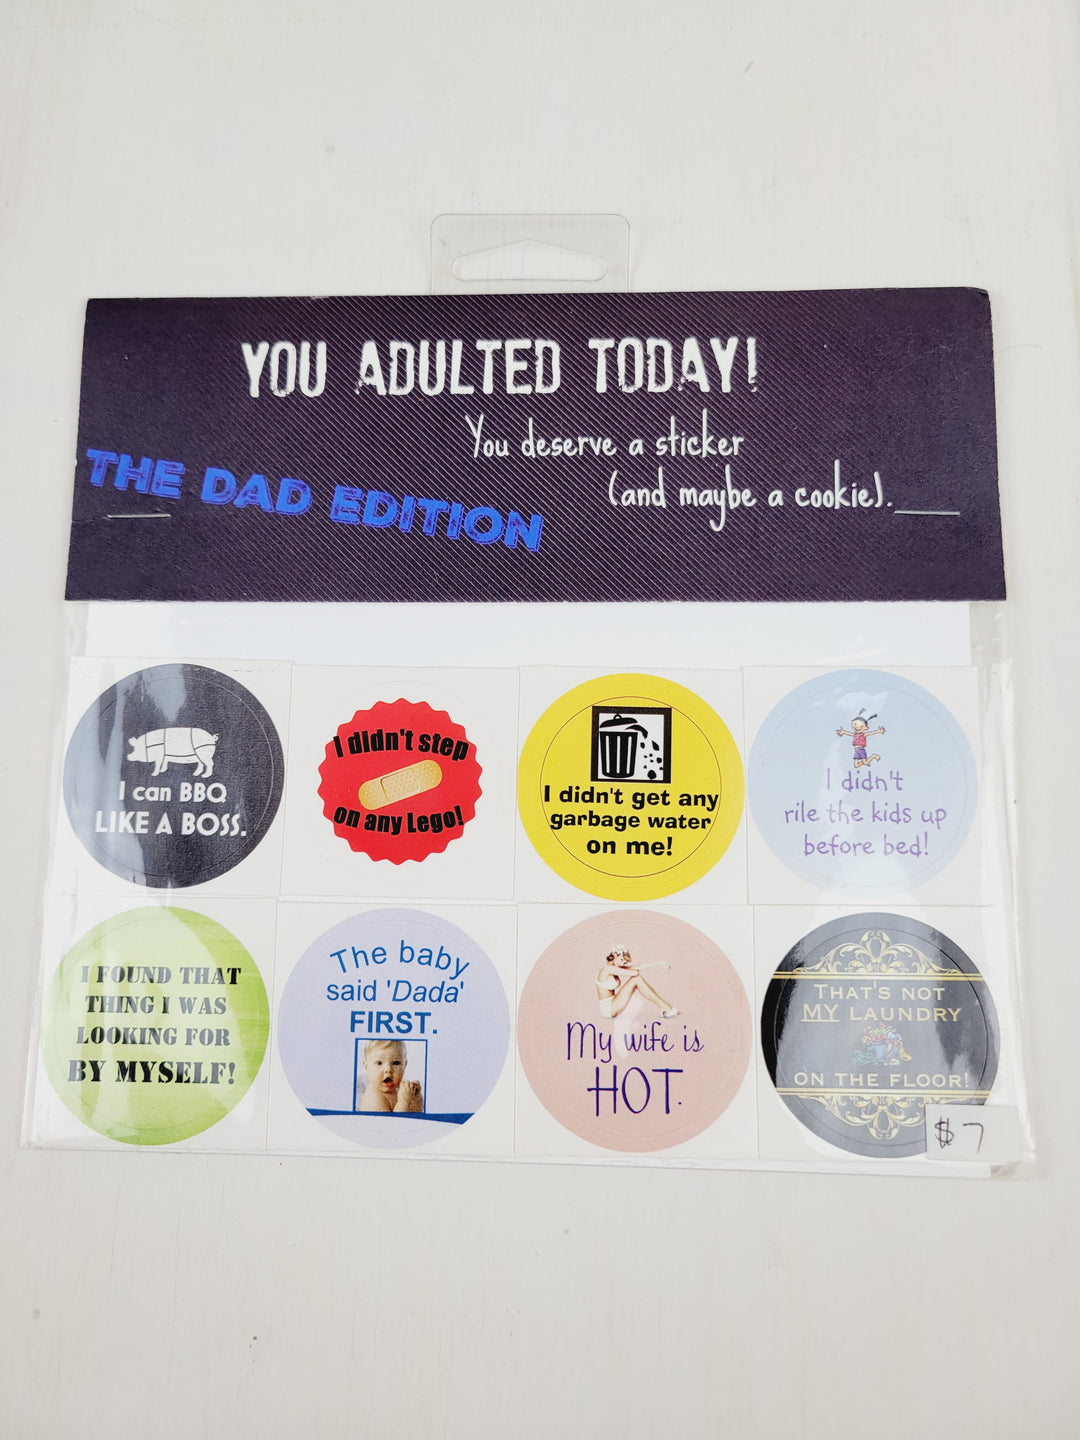 YOU ADULTED TODAY!
You deserve a sticker
(and maybe a cookie).
THE DAD EDITION
I can BBQ
LIKE A BOSS.
I didn't step
on any Lego!
I didn't get any
garbage water
on me!
I didn't
rile the kids up
before bed!
I FOUND THAT
THING I WAS
LOOKING FOR
BY MYSELF!
The baby
said 'Dada'
FIRST.
My wife is
HOT.
THAT'S NOT
MY LAUNDRY
ON THE FLOOR!
$7